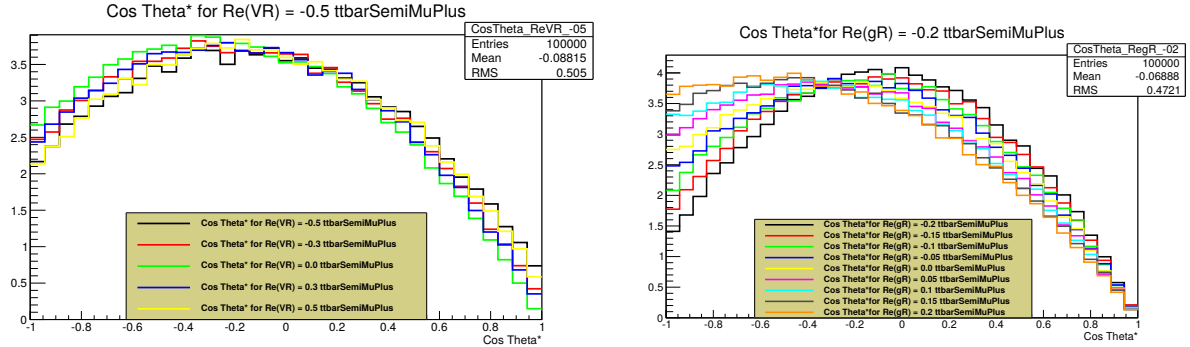 Cos Theta* for Re(VR) = -0.5 ttbarSemiMuPlus
CosTheta_ReVR_-05
Entries 100000
Mean -0.08815
RMS 0.505
3.5
3
2.5
2
1.5
1
0.5
0
Cos Theta* for Re(VR) = -0.5 ttbarSemiMuPlus
Cos Theta* for Re(VR) = -0.3 ttbarSemiMuPlus
Cos Theta* for Re(VR) = 0.0 ttbarSemiMuPlus
Cos Theta* for Re(VR) = 0.3 ttbarSemiMuPlus
Cos Theta* for Re(VR) = 0.5 ttbarSemiMuPlus
-1 -0.8 -0.6 -0.4 -0.2 0 0.2 0.4 0.6 0.8 1
Cos Theta*
Cos Theta*for Re(gR) = -0.2 ttbarSemiMuPlus
CosTheta_RegR_-02
Entries 100000
Mean -0.06888
RMS 0.4721
4
3.5
3
2.5
2
1.5
1
0.5
0
Cos Theta*for Re(gR) = -0.2 ttbarSemiMuPlus
Cos Theta*for Re(gR) = -0.15 ttbarSemiMuPlus
Cos Theta*for Re(gR) = -0.1 ttbarSemiMuPlus
Cos Theta*for Re(gR) = -0.05 ttbarSemiMuPlus
Cos Theta*for Re(gR) = 0.0 ttbarSemiMuPlus
Cos Theta*for Re(gR) = 0.05 ttbarSemiMuPlus
Cos Theta*for Re(gR) = 0.1 ttbarSemiMuPlus
Cos Theta*for Re(gR) = 0.15 ttbarSemiMuPlus
Cos Theta*for Re(gR) = 0.2 ttbarSemiMuPlus
-1 -0.8 -0.6 -0.4 -0.2 0 0.2 0.4 0.6 0.8 1
Cos Theta*